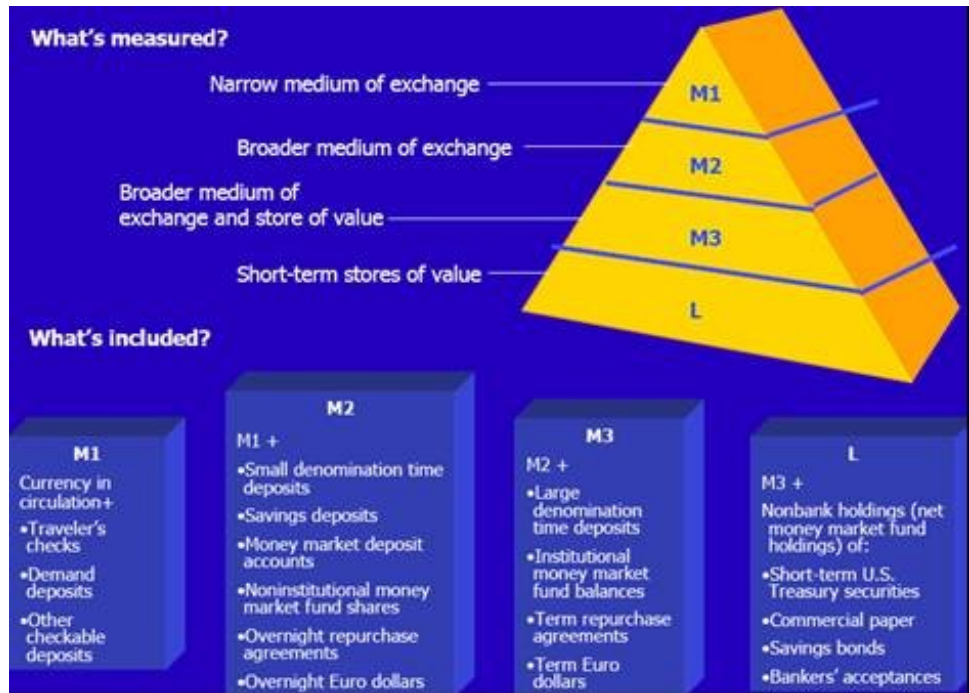 What's measured?
Narrow medium of exchange
Broader medium of exchange
Broader medium of
exchange and store of value
Short-term stores of value
M1
M2
M3
L
What's included?
M1
Currency in
circulation+
•Traveler's
checks
•Demand
deposits
•Other
checkable
deposits
M2
M1 +
•Small denomination time
deposits
•Savings deposits
•Money market deposit
accounts
•Noninstitutional money
market fund shares
•Overnight repurchase
agreements
•Overnight Euro dollars
M3
M2 +
•Large
denomination
time deposits
•Institutional
money market
fund balances
•Term repurchase
agreements
•Term Euro
dollars
L
M3 +
Nonbank holdings (net
money market fund
holdings) of:
•Short-term U.S.
Treasury securities
•Commercial paper
•Savings bonds
•Bankers' acceptances